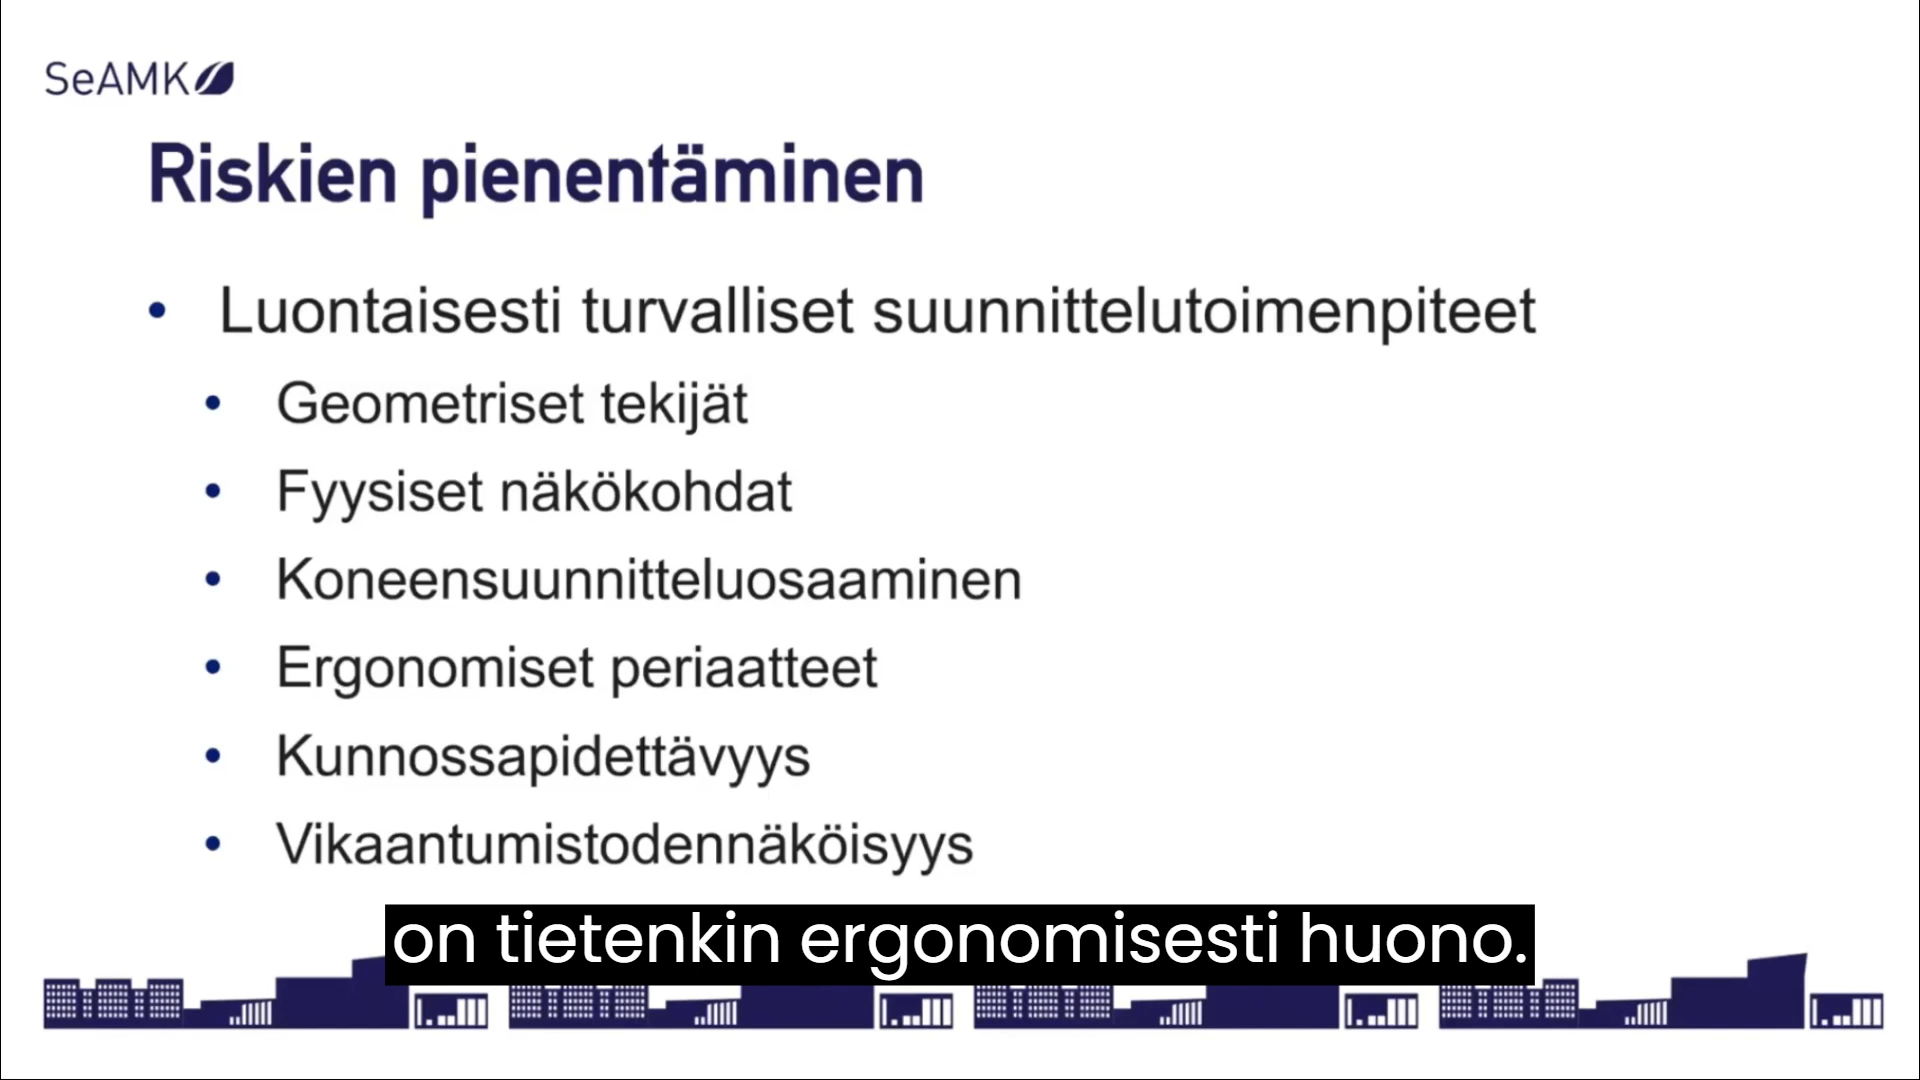 SeAMK
Riskien pienentäminen
• Luontaisesti turvalliset suunnittelutoimenpiteet
• Geometriset tekijät
• Fyysiset näkökohdat
• Koneensuunnitteluosaaminen
• Ergonomiset periaatteet
• Kunnossapidettävyys
• Vikaantumistodennäköisyys
on tietenkin ergonomisesti huono.